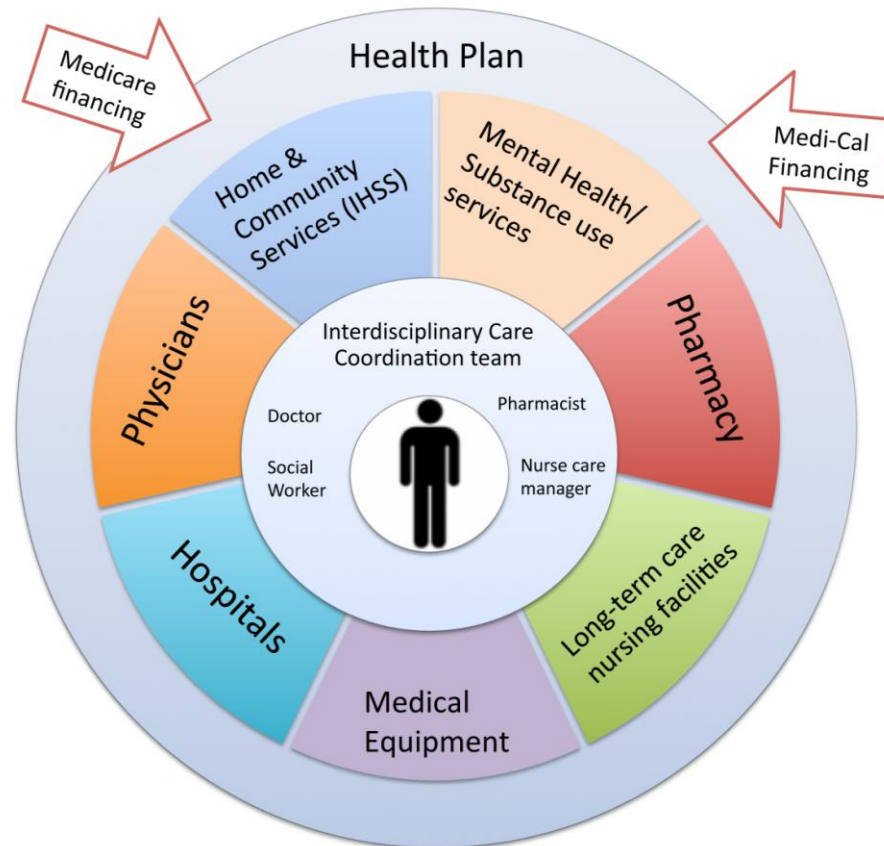 Health Plan
Medicare
financing
Medi-Cal
Financing
Home &
Community
Services (IHSS)
Mental Health/
Substance use
services
Physicians
Pharmacy
Interdisciplinary Care
Coordination team
Doctor
Pharmacist
Social
Worker
Nurse care
manager
Hospitals
Long-term care
nursing facilities
Medical
Equipment